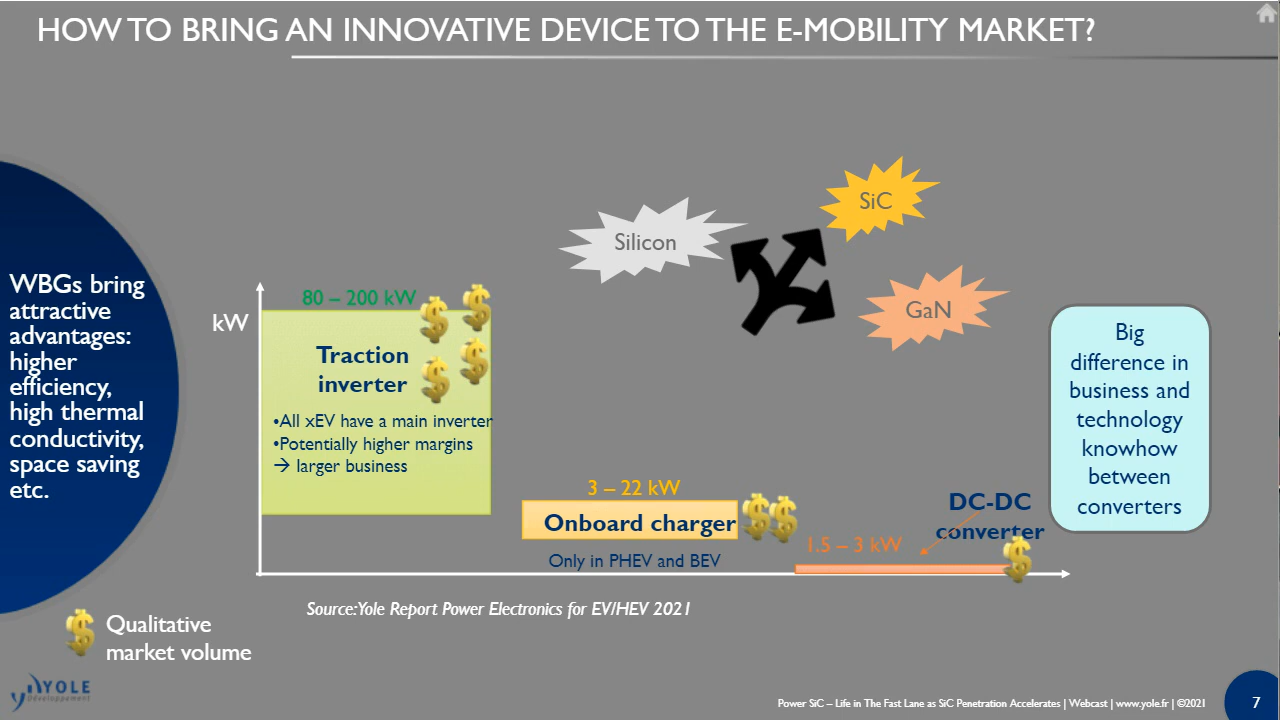 HOW TO BRING AN INNOVATIVE DEVICE TO THE E-MOBILITY MARKET?
WBGs bring
attractive
advantages:
higher
efficiency,
high thermal
conductivity,
space saving
etc.
Silicon
SiC
GaN
kW
80 – 200 kW
Traction
inverter
•All xEV have a main inverter
•Potentially higher margins
→ larger business
3 – 22 kW
Onboard charger
Only in PHEV and BEV
DC-DC
converter
1.5 – 3 kW
Big
difference in
business and
technology
knowhow
between
converters
Source:Yole Report Power Electronics for EV/HEV 2021
Qualitative
market volume
YOLE
Développement
Power SiC – Life in The Fast Lane as SiC Penetration Accelerates | Webcast | www.yole.fr | ©2021
7